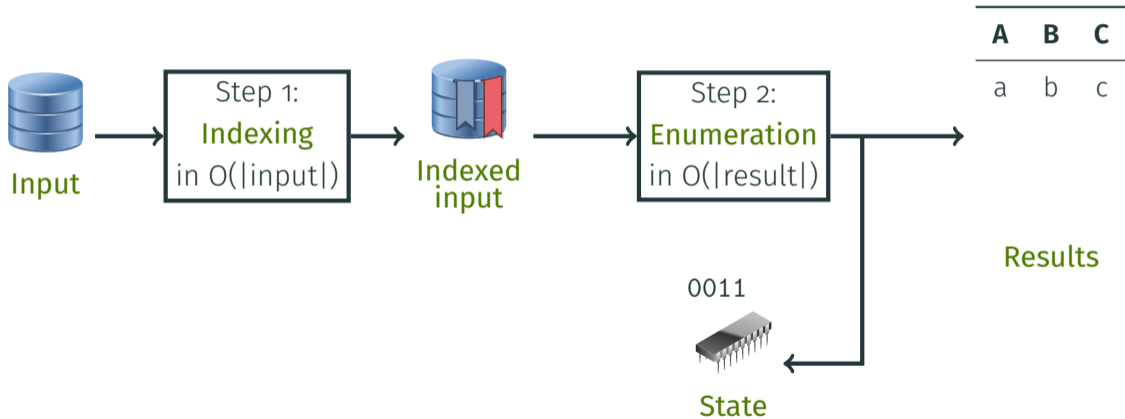 Input
Step 1:
Indexing
in O(|input|)
Indexed
input
Step 2:
Enumeration
in O(|result|)
A B C
a b c
Results
0011
State